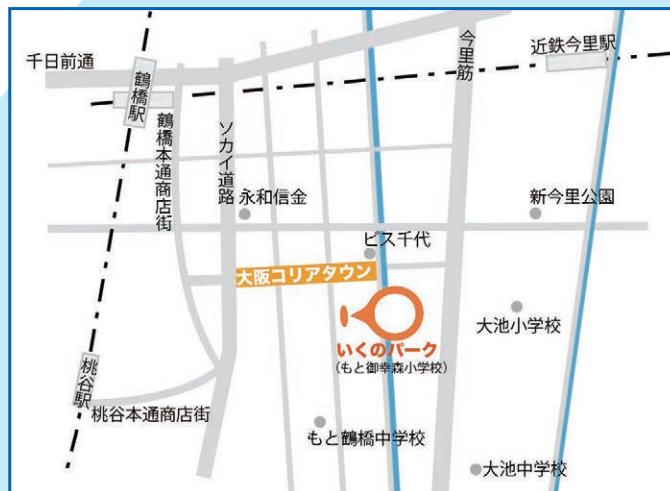 千日前通
鶴橋駅
鶴橋本通商店街
ソカイ道路
永和信金
今里筋
近鉄今里駅
新今里公園
ビス千代
大阪コリアタウン
いくのパーク
(もと御幸森小学校)
大池小学校
桃谷駅
桃谷本通商店街
もと鶴橋中学校
大池中学校